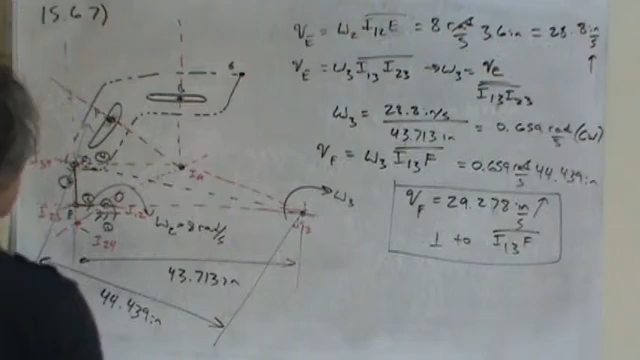 15.67)
V_E = ω_2 I_12E = 8 rad/s 3.6 in = 28.8 in/s ↑
V_E = ω_3 I_13 I_23 → ω_3 = V_E / I_13 I_23
ω_3 = 28.8 in/s / 43.713 in = 0.659 rad/s (CW)
V_F = ω_3 I_13F = 0.659 rad/s 44.439 in
V_F = 29.278 in/s
⊥ to I_13F
I_24
ω_2 = 8 rad/s
ω_3
43.713 in
44.439 in